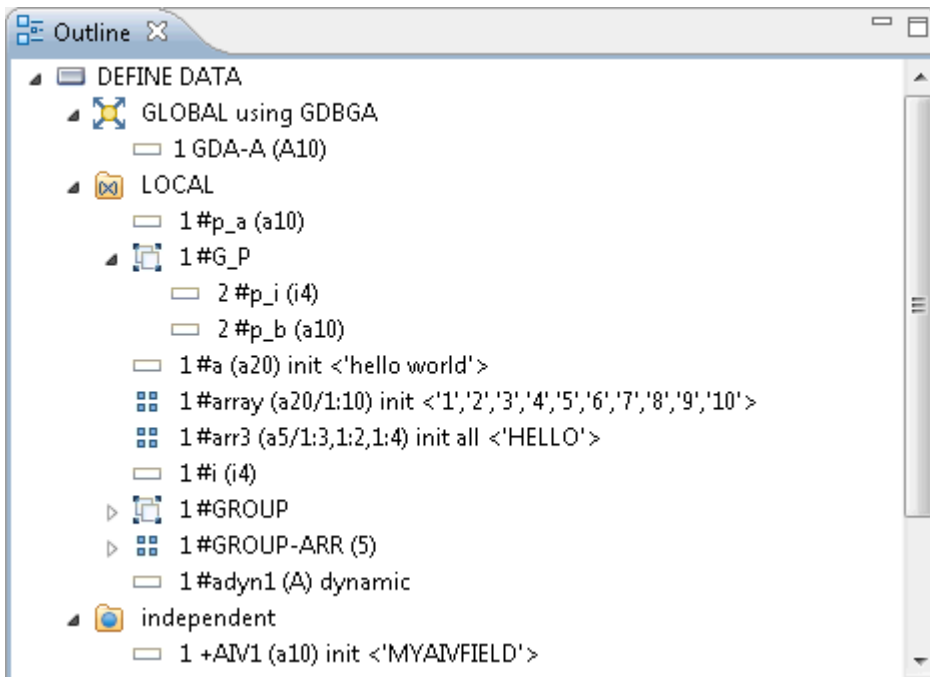 Outline
DEFINE DATA
GLOBAL using GDBGA
1 GDA-A (A10)
LOCAL
1 #p_a (a10)
1 #G_P
2 #p_i (i4)
2 #p_b (a10)
1 #a (a20) init <'hello world'>
1 #array (a20/1:10) init <'1','2','3','4','5','6','7','8','9','10'>
1 #arr3 (a5/1:3,1:2,1:4) init all <'HELLO'>
1 #i (i4)
1 #GROUP
1 #GROUP-ARR (5)
1 #adyn1 (A) dynamic
independent
1 +AIV1 (a10) init <'MYAIVFIELD'>